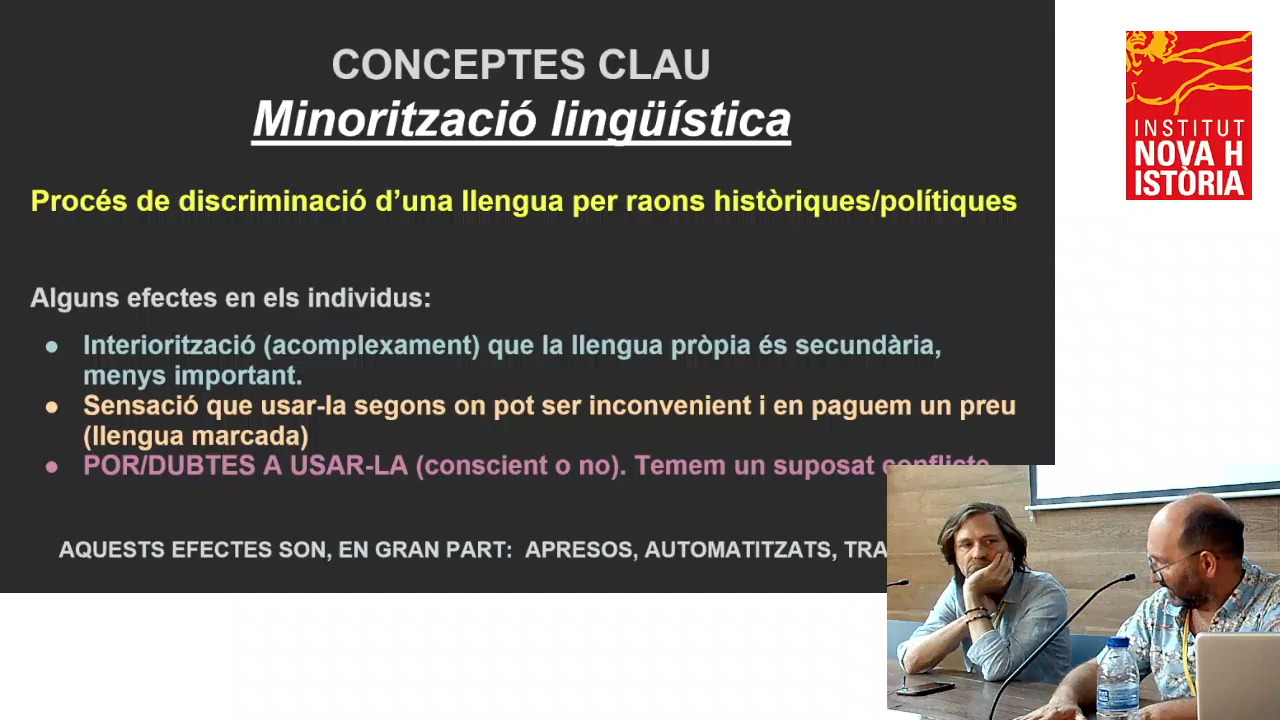 CONCEPTES CLAU
Minorització lingüística
Procés de discriminació d'una llengua per raons històriques/polítiques
Alguns efectes en els individus:
● Interiorització (acomplexament) que la llengua pròpia és secundària,
menys important.
● Sensació que usar-la segons on pot ser inconvenient i en paguem un preu
(llengua marcada)
● POR/DUBTES A USAR-LA (conscient o no). Temem un suposat conflicte
AQUESTS EFECTES SON, EN GRAN PART: APRESOS, AUTOMATITZATS,
INSTITUT
NOVA H
ISTÒRIA